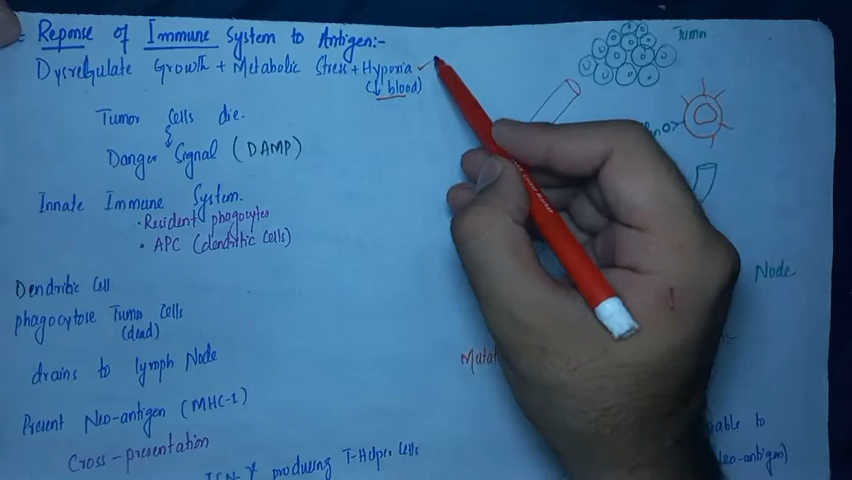 = Reponse of Immune System to Antigen:-
Dysregulate Growth + Metabolic Stress + Hypoxia
(↓ blood)
Tumor Cells die.
Danger Signal (DAMP)
Innate Immune System.
• Resident phagocytes
• APC (dendritic cells)
Dendritic Cell
phagocytose Tumor Cells
(dead)
drains to lymph Node
Present Neo-antigen (MHC-1)
Cross-presentation
IFN-γ producing T-Helper Cells
Tumor
Node